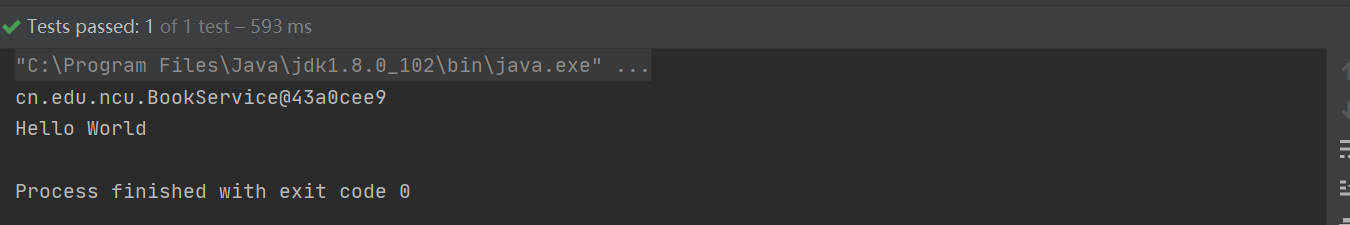 Tests passed: 1 of 1 test – 593 ms
"C:\Program Files\Java\jdk1.8.0_102\bin\java.exe" ...
cn.edu.ncu.BookService@43a0cee9
Hello World
Process finished with exit code 0